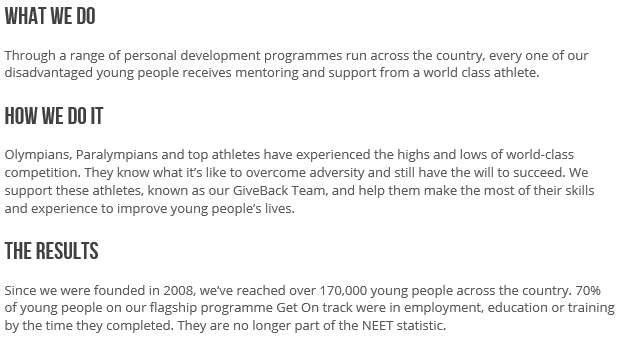 WHAT WE DO
Through a range of personal development programmes run across the country, every one of our
disadvantaged young people receives mentoring and support from a world class athlete.
HOW WE DO IT
Olympians, Paralympians and top athletes have experienced the highs and lows of world-class
competition. They know what it's like to overcome adversity and still have the will to succeed. We
support these athletes, known as our GiveBack Team, and help them make the most of their skills
and experience to improve young people's lives.
THE RESULTS
Since we were founded in 2008, we've reached over 170,000 young people across the country. 70%
of young people on our flagship programme Get On track were in employment, education or training
by the time they completed. They are no longer part of the NEET statistic.